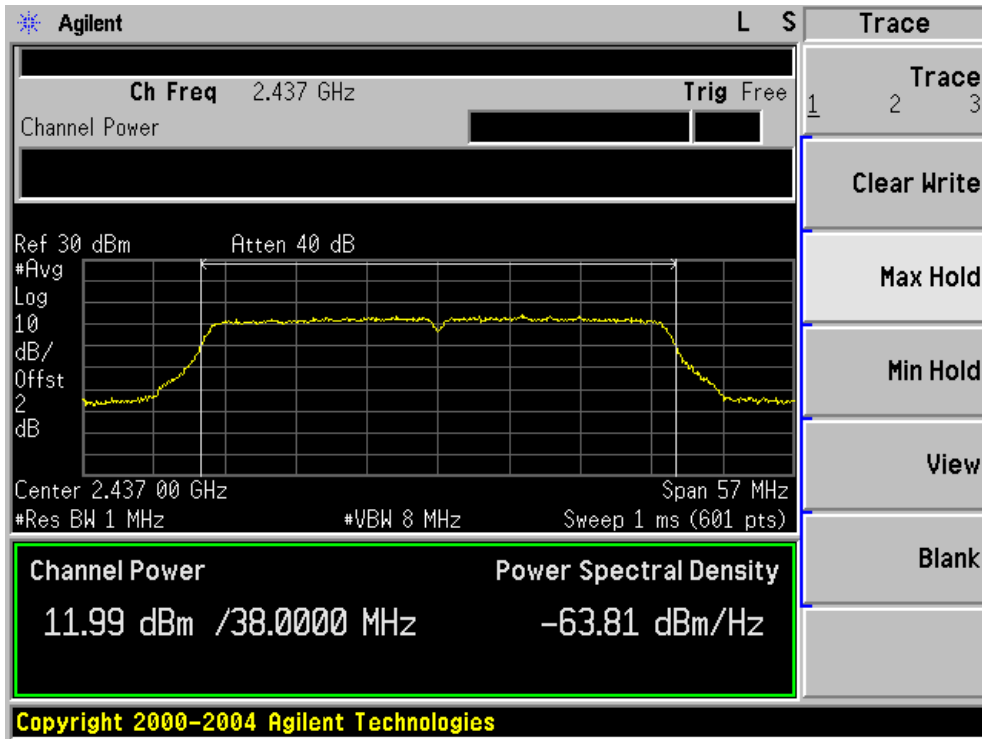 Agilent L S Trace
Ch Freq 2.437 GHz Trig Free
Channel Power
Trace
1 2 3
Clear Write
Max Hold
Min Hold
View
Blank
Ref 30 dBm Atten 40 dB
#Avg
Log
10
dB/
Offst
2
dB
Center 2.437 00 GHz Span 57 MHz
#Res BW 1 MHz #VBW 8 MHz Sweep 1 ms (601 pts)
Channel Power Power Spectral Density
11.99 dBm /38.0000 MHz -63.81 dBm/Hz
Copyright 2000-2004 Agilent Technologies